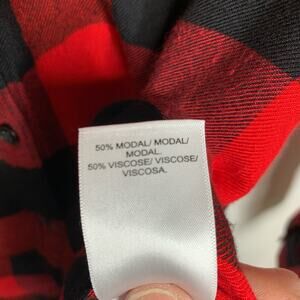 50% MODAL/ MODAL/
MODAL.
50% VISCOSE/ VISCOSE/
VISCOSA.